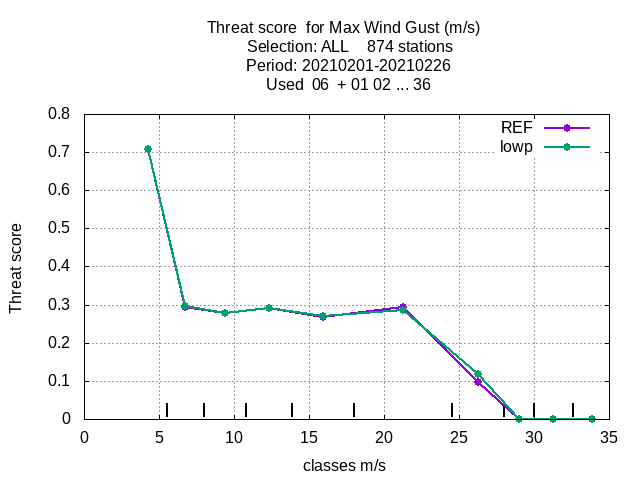 Threat score  for Max Wind Gust (m/s)
Selection: ALL    874 stations
Period: 20210201-20210226
Used  06  + 01 02 ... 36
REF
lowp
Threat score
0.8
0.7
0.6
0.5
0.4
0.3
0.2
0.1
0
0 5 10 15 20 25 30 35
classes m/s